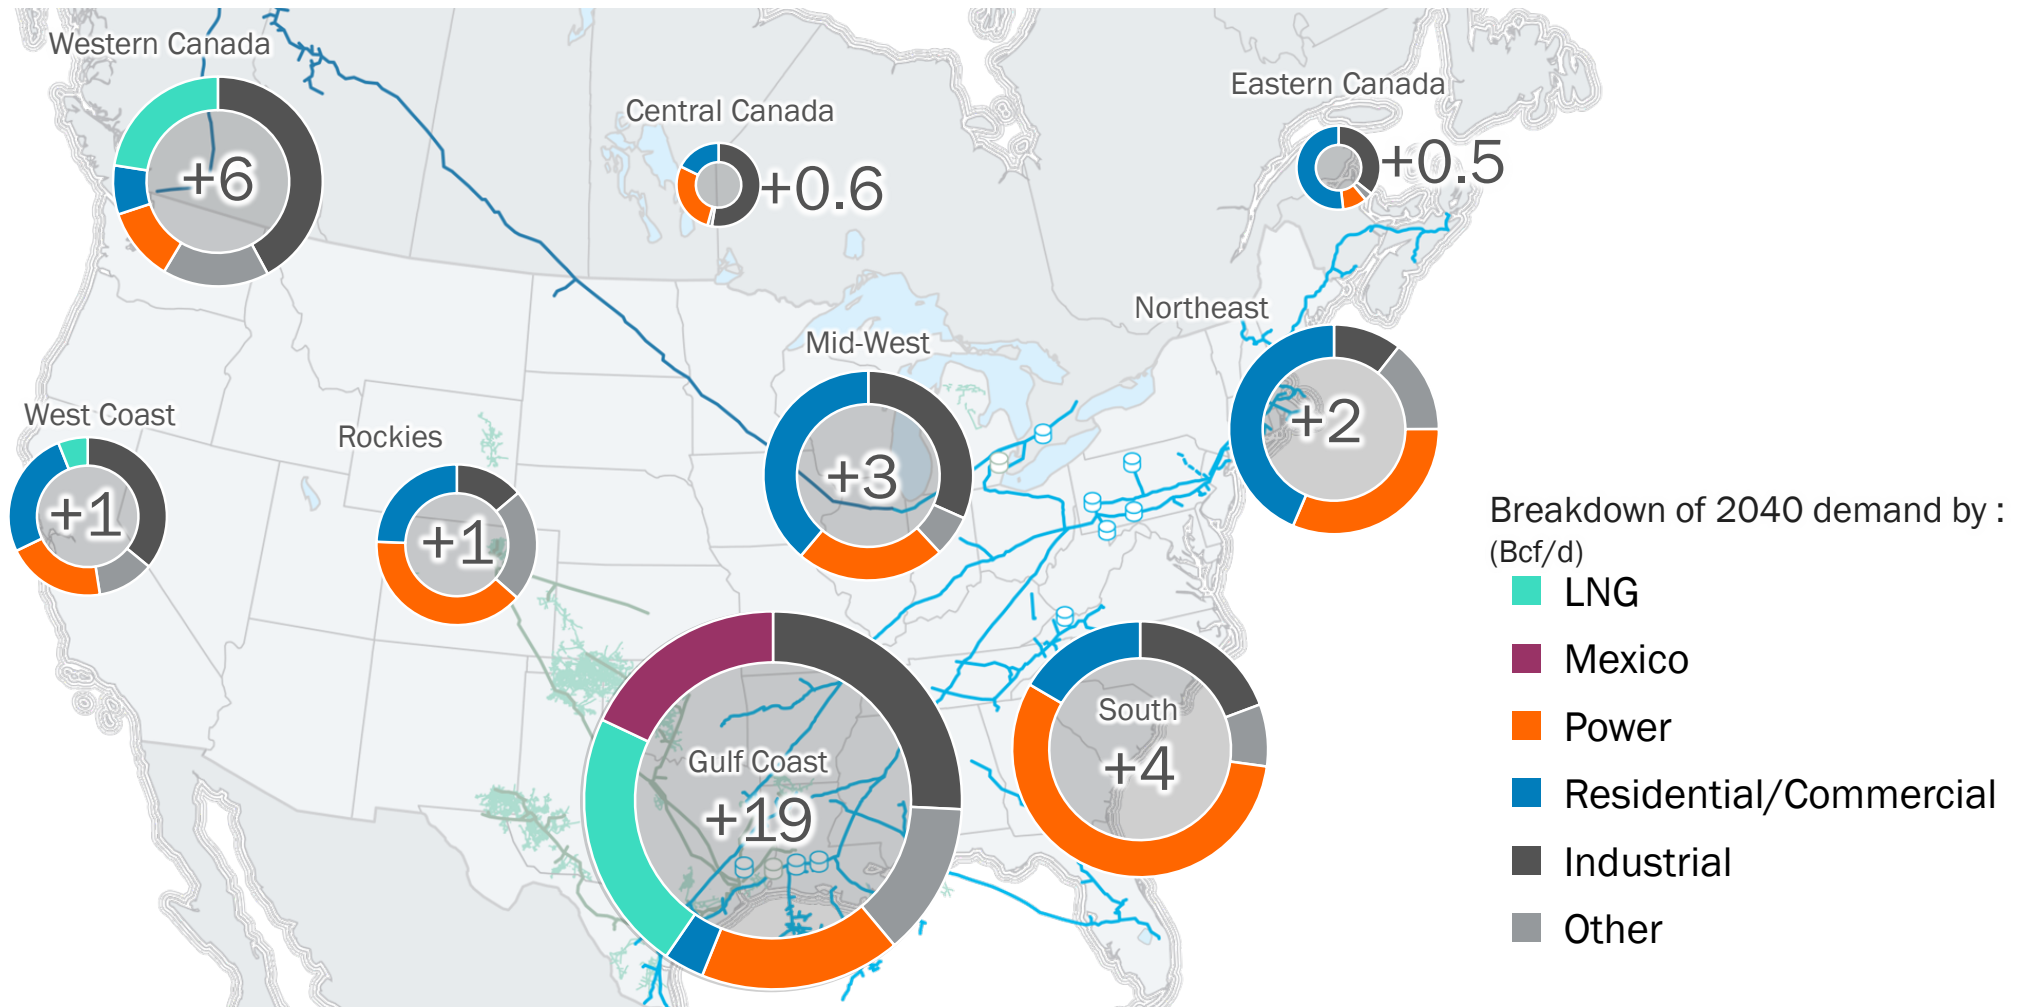 Western Canada
+6
Central Canada
+0.6
Eastern Canada
+0.5
Northeast
+2
Mid-West
+3
West Coast
+1
Rockies
+1
South
+4
Gulf Coast
+19
Breakdown of 2040 demand by :
(Bcf/d)
LNG
Mexico
Power
Residential/Commercial
Industrial
Other